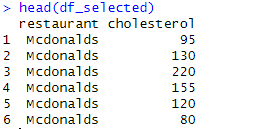 > head(df_selected)
restaurant cholesterol
1 Mcdonalds 95
2 Mcdonalds 130
3 Mcdonalds 220
4 Mcdonalds 155
5 Mcdonalds 120
6 Mcdonalds 80